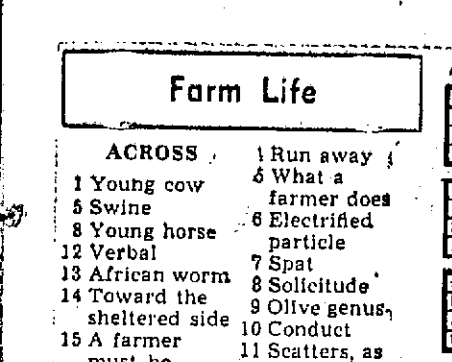 Farm Life
ACROSS
1 Young cow
5 Swine
8 Young horse
12 Verbal
13 African worm
14 Toward the
sheltered side
15 A farmer
must be
1 Run away
5 What a
farmer does
6 Electrified
particle
7 Spat
8 Solicitude
9 Olive genus
10 Conduct
11 Scatters, as